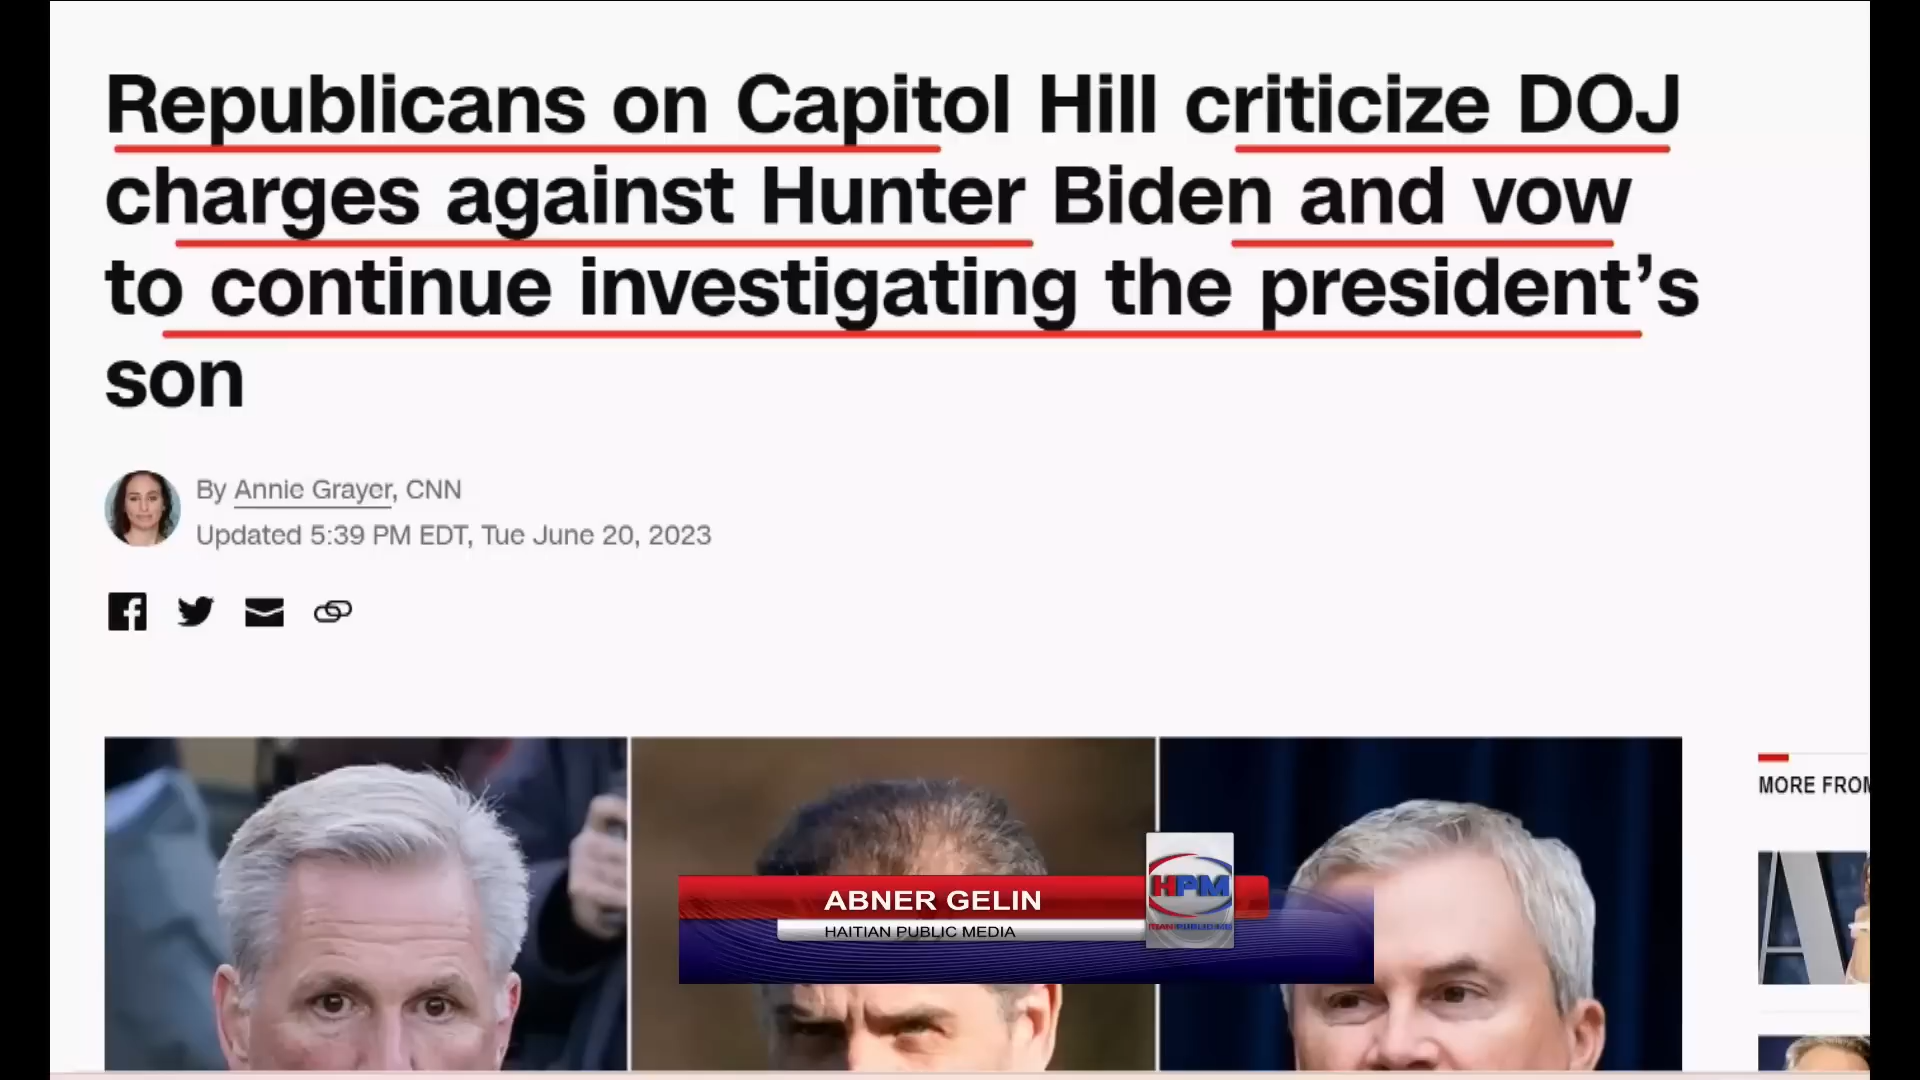 Republicans on Capitol Hill criticize DOJ
charges against Hunter Biden and vow
to continue investigating the president’s
son
By Annie Grayer, CNN
Updated 5:39 PM EDT, Tue June 20, 2023
MORE FROM
ABNER GELIN
HAITIAN PUBLIC MEDIA
HPM